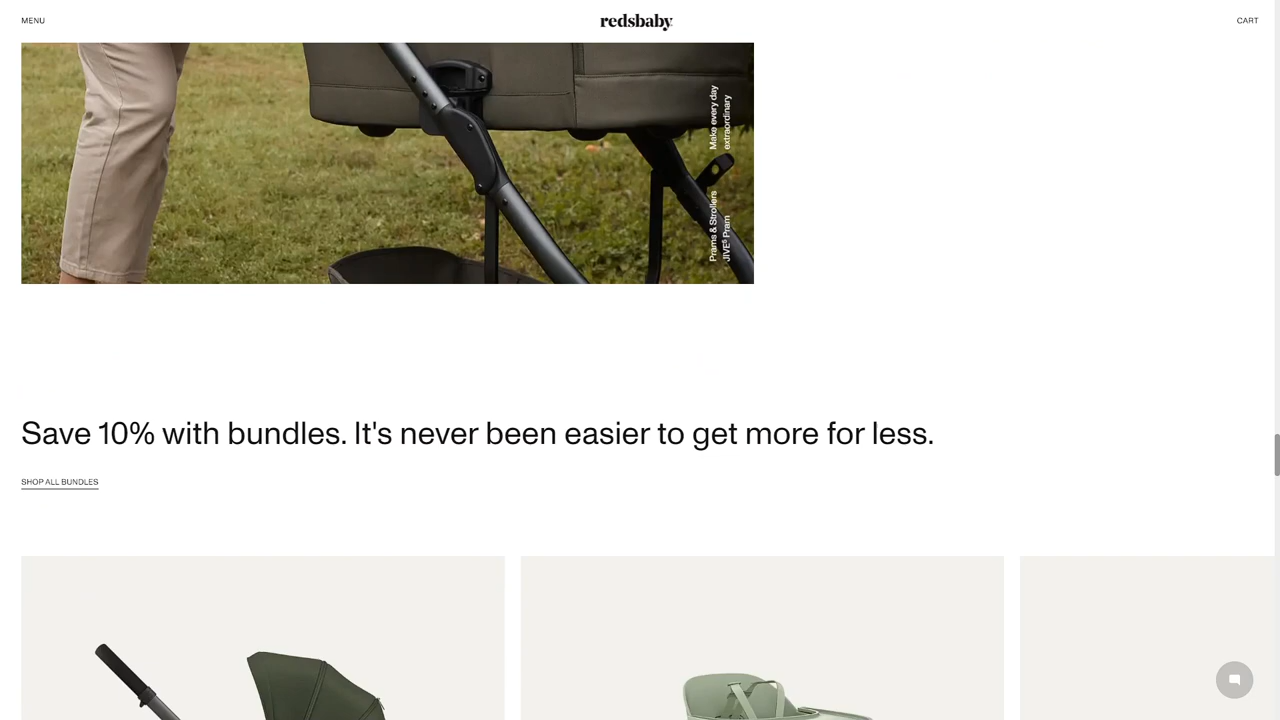 MENU
redsbaby
CART
Make every day
extraordinary
Prams & Strollers
JIVE⁵ Pram
Save 10% with bundles. It's never been easier to get more for less.
SHOP ALL BUNDLES